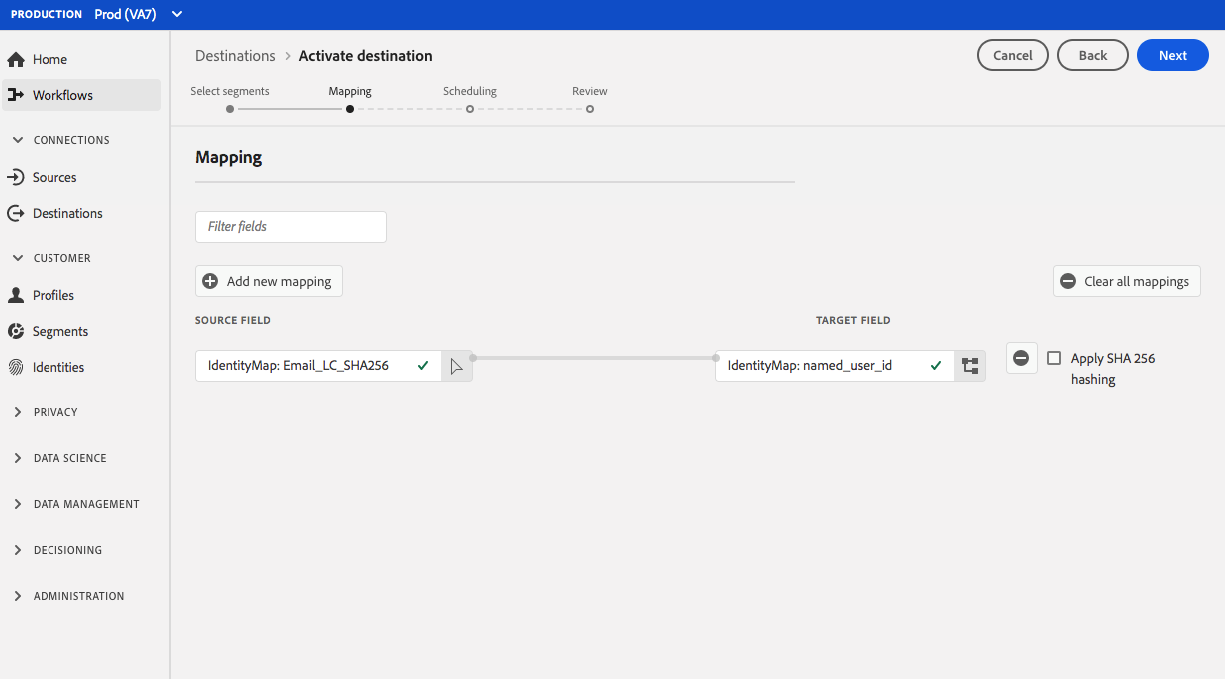 PRODUCTION Prod (VA7)
Home
Workflows
CONNECTIONS
Sources
Destinations
CUSTOMER
Profiles
Segments
Identities
PRIVACY
DATA SCIENCE
DATA MANAGEMENT
DECISIONING
ADMINISTRATION
Destinations > Activate destination
Cancel Back Next
Select segments Mapping Scheduling Review
Mapping
Filter fields
Add new mapping Clear all mappings
SOURCE FIELD TARGET FIELD
IdentityMap: Email_LC_SHA256 IdentityMap: named_user_id Apply SHA 256
hashing